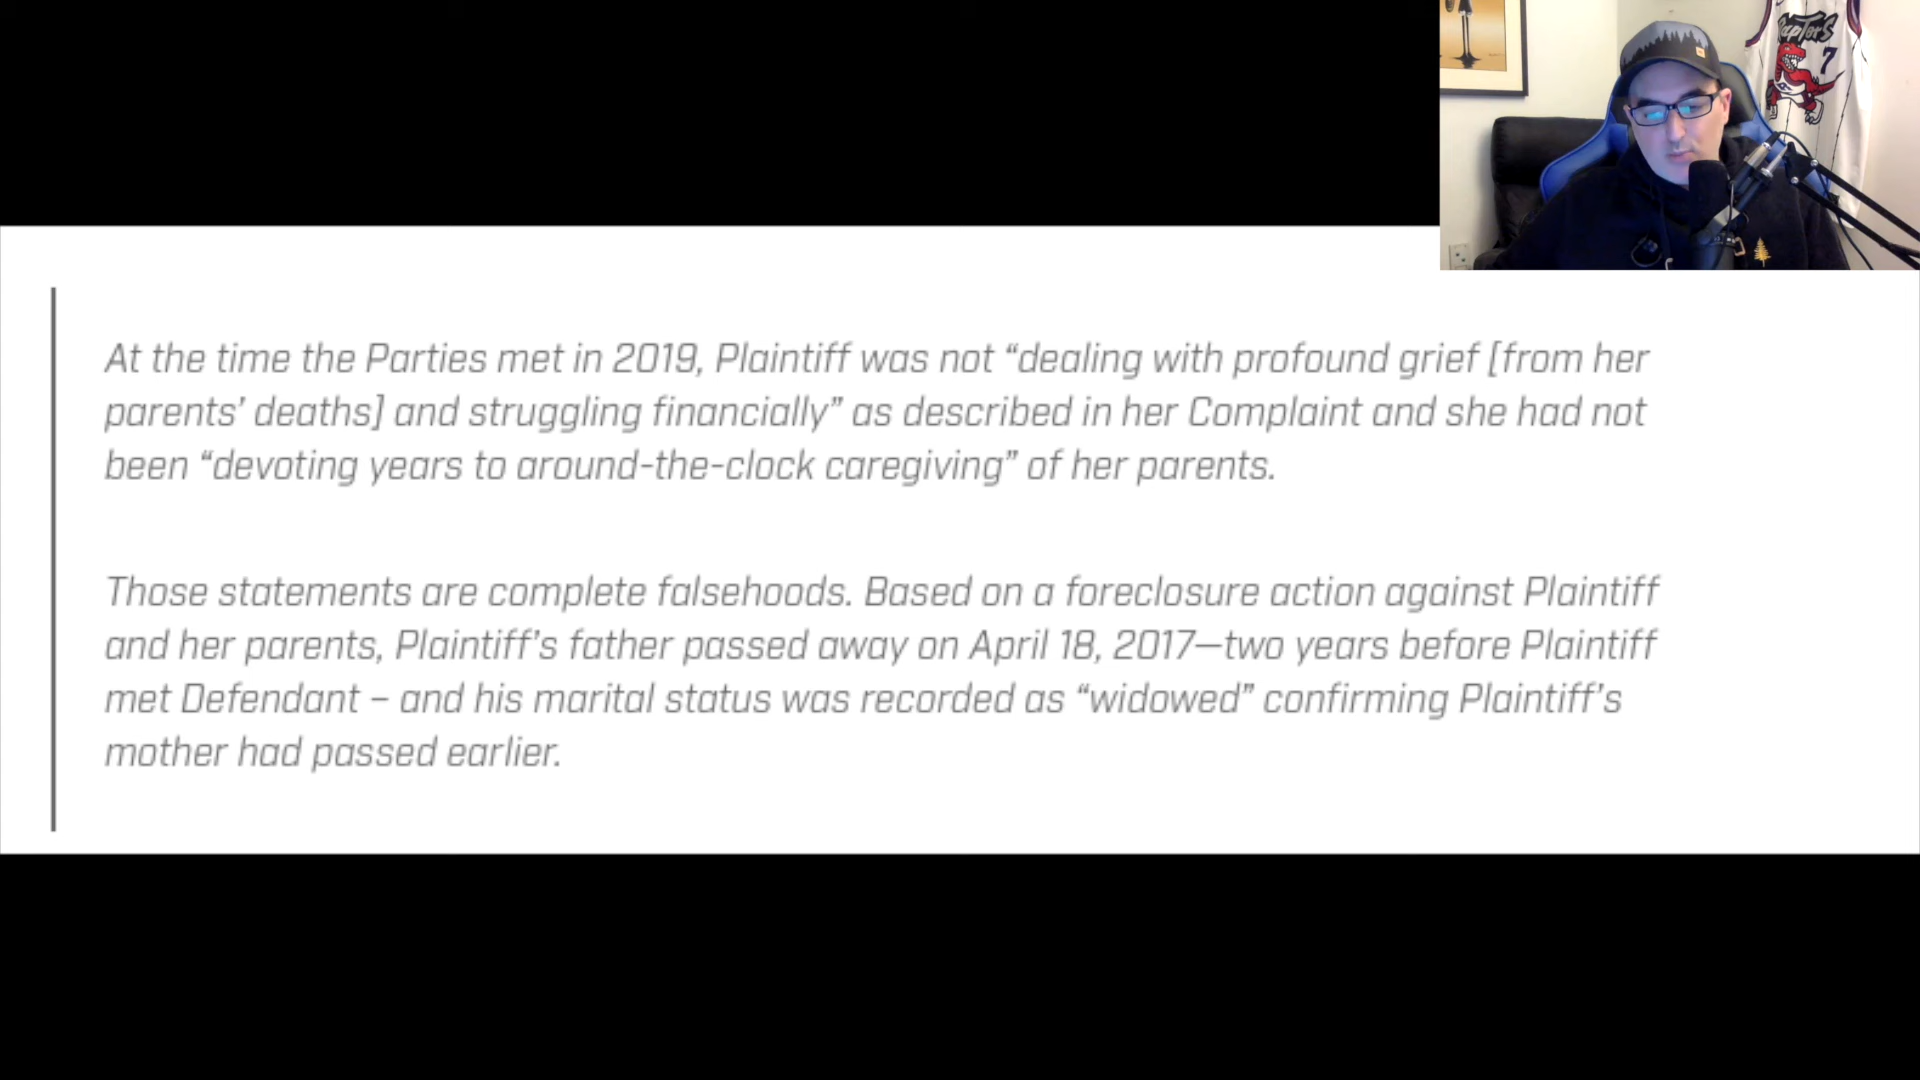 RAPTORS
7
At the time the Parties met in 2019, Plaintiff was not “dealing with profound grief [from her
parents’ deaths] and struggling financially” as described in her Complaint and she had not
been “devoting years to around-the-clock caregiving” of her parents.
Those statements are complete falsehoods. Based on a foreclosure action against Plaintiff
and her parents, Plaintiff’s father passed away on April 18, 2017—two years before Plaintiff
met Defendant – and his marital status was recorded as “widowed” confirming Plaintiff’s
mother had passed earlier.